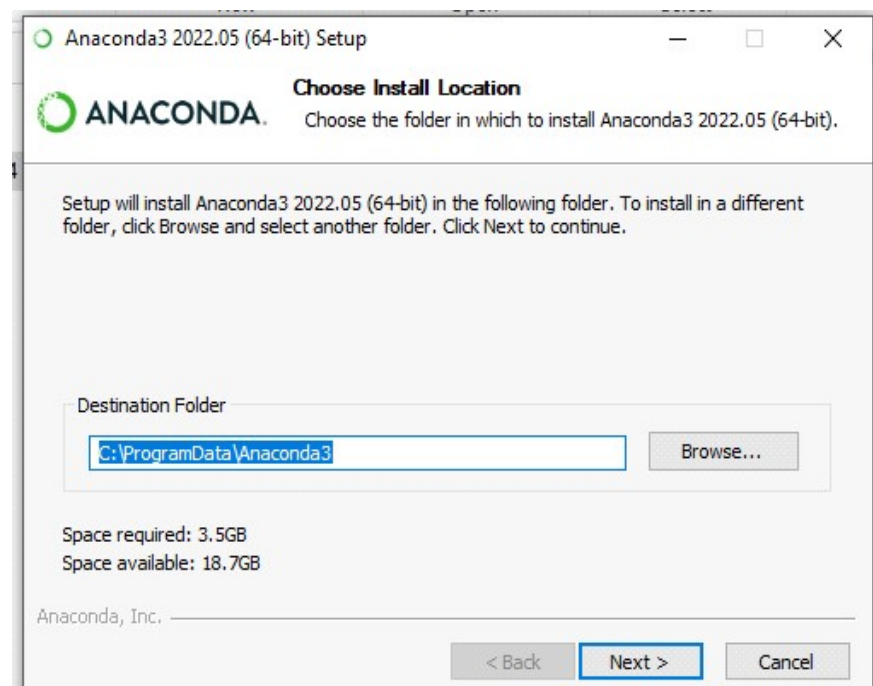 Anaconda3 2022.05 (64-bit) Setup
Choose Install Location
ANACONDA.
Choose the folder in which to install Anaconda3 2022.05 (64-bit).
Setup will install Anaconda3 2022.05 (64-bit) in the following folder. To install in a different
folder, click Browse and select another folder. Click Next to continue.
Destination Folder
C:\ProgramData\Anaconda3
Browse...
Space required: 3.5GB
Space available: 18.7GB
Anaconda, Inc.
< Back
Next >
Cancel